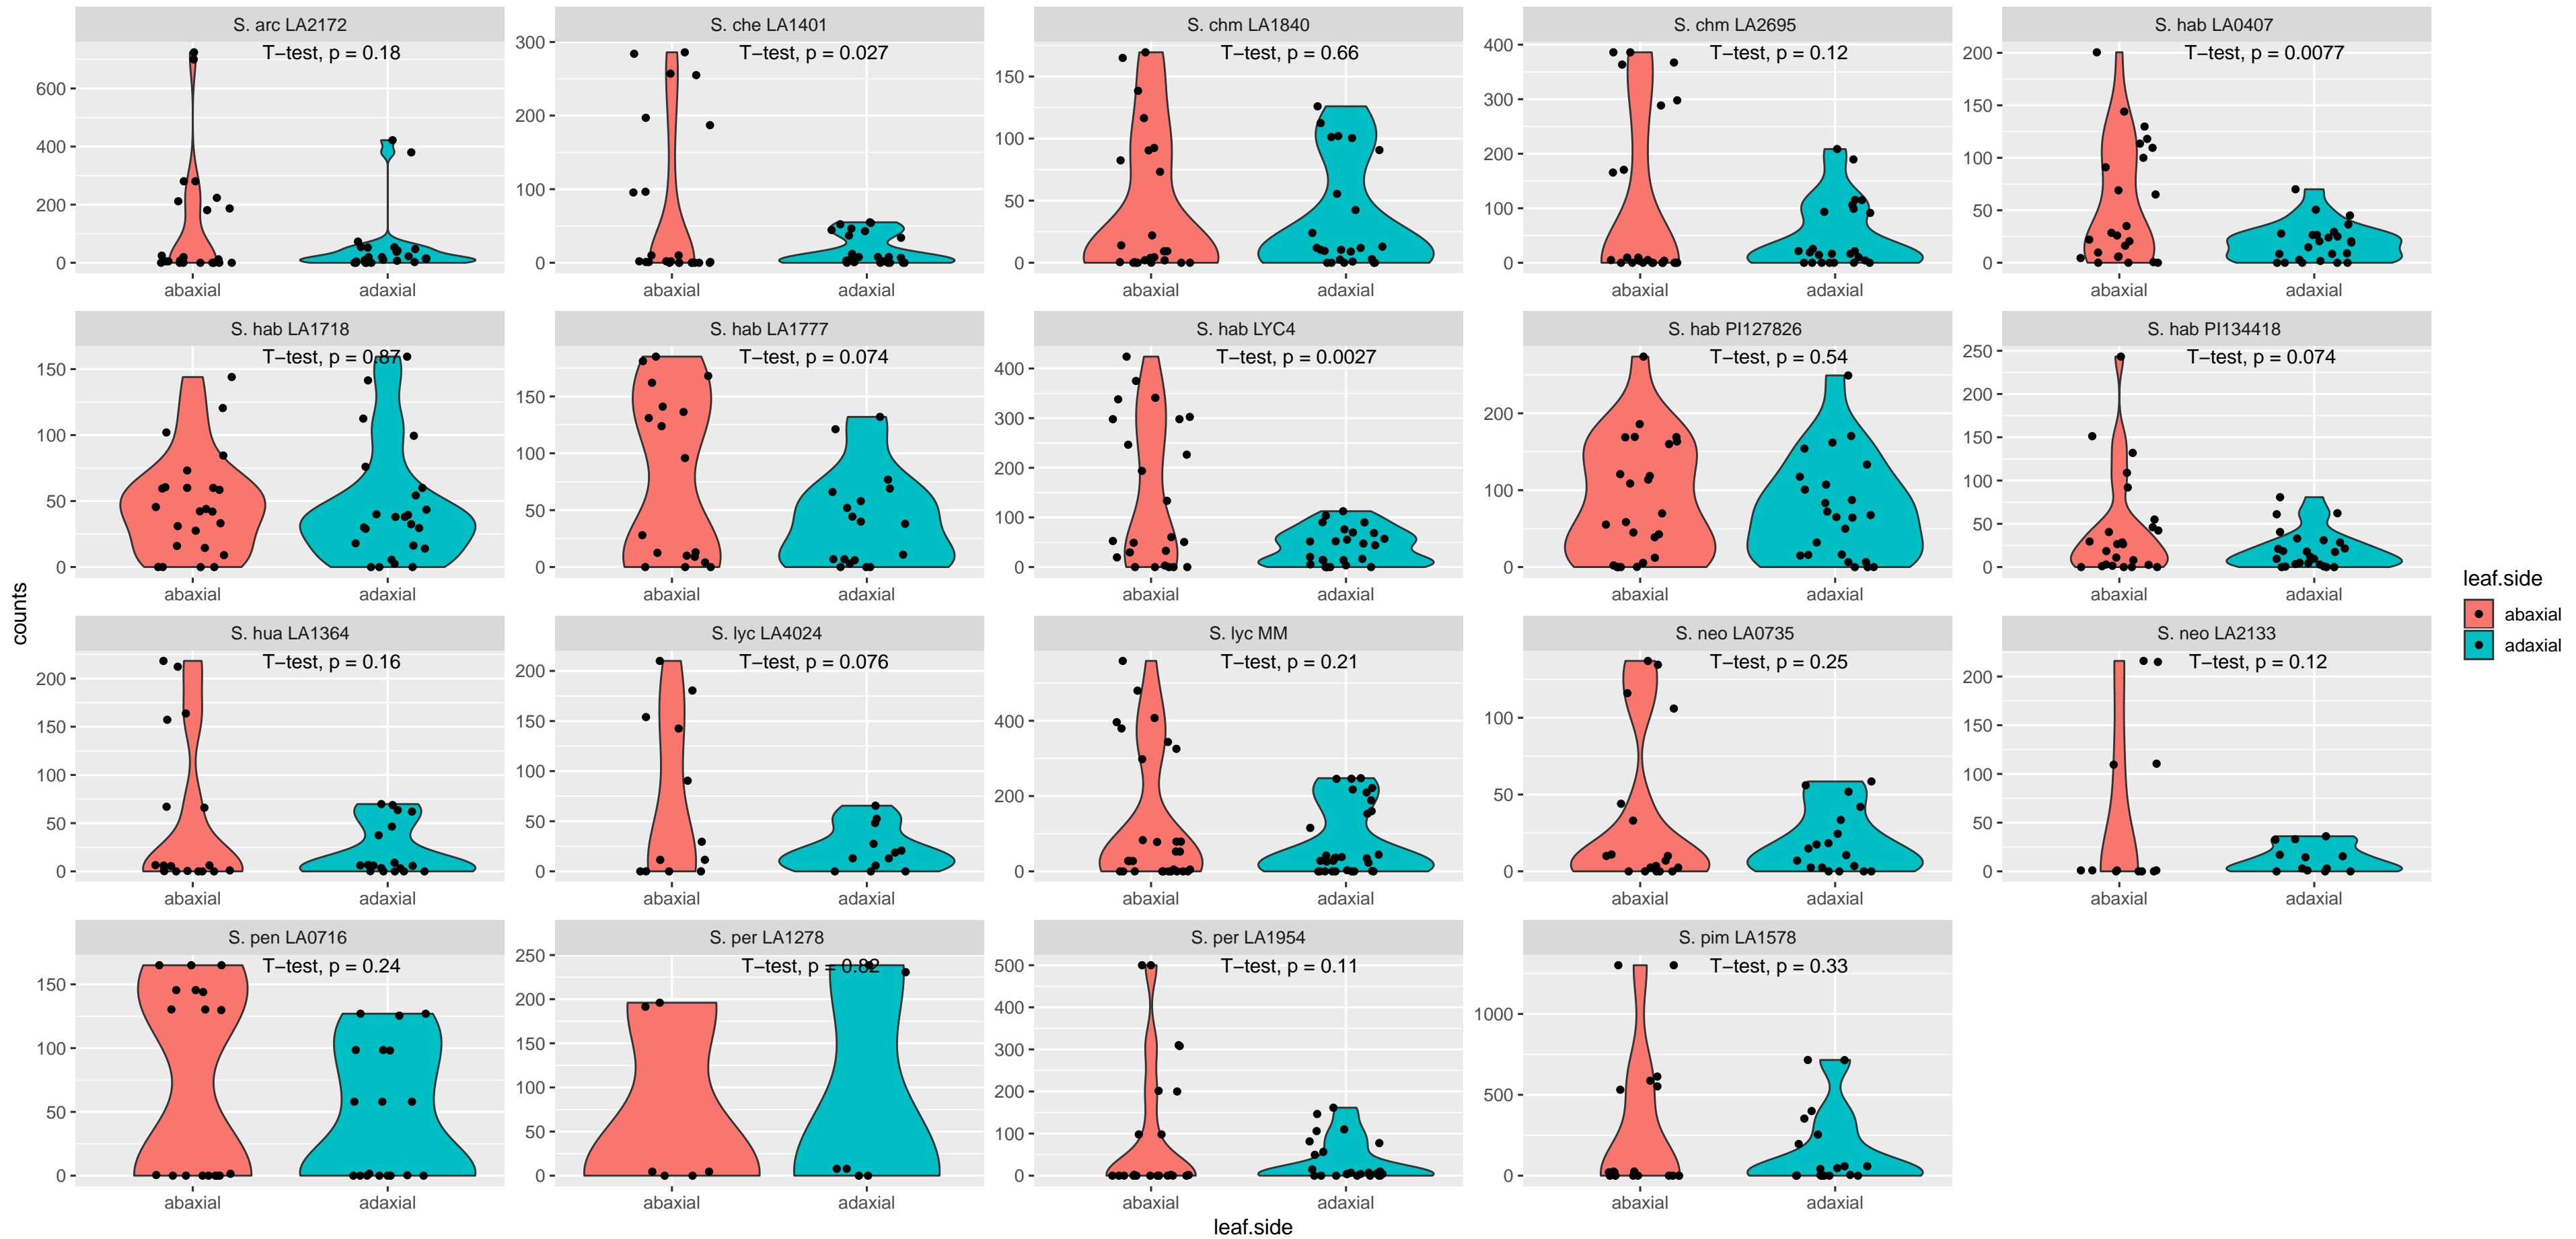 S. arc LA2172
S. che LA1401
S. chm LA1840
S. chm LA2695
S. hab LA0407
T−test, p = 0.18
T−test, p = 0.027
T−test, p = 0.66
T−test, p = 0.12
T−test, p = 0.0077
600
400
200
0
300
200
100
0
150
100
50
0
400
300
200
100
0
200
150
100
50
0
abaxial adaxial
abaxial adaxial
abaxial adaxial
abaxial adaxial
abaxial adaxial
S. hab LA1718
S. hab LA1777
S. hab LYC4
S. hab PI127826
S. hab PI134418
T−test, p = 0.87
T−test, p = 0.074
T−test, p = 0.0027
T−test, p = 0.54
T−test, p = 0.074
150
100
50
0
150
100
50
0
400
300
200
100
0
200
100
0
250
200
150
100
50
0
abaxial adaxial
abaxial adaxial
abaxial adaxial
abaxial adaxial
abaxial adaxial
counts
leaf.side
abaxial
adaxial
S. hua LA1364
S. lyc LA4024
S. lyc MM
S. neo LA0735
S. neo LA2133
T−test, p = 0.16
T−test, p = 0.076
T−test, p = 0.21
T−test, p = 0.25
T−test, p = 0.12
200
150
100
50
0
200
150
100
50
0
400
200
0
100
50
0
200
150
100
50
0
abaxial adaxial
abaxial adaxial
abaxial adaxial
abaxial adaxial
abaxial adaxial
S. pen LA0716
S. per LA1278
S. per LA1954
S. pim LA1578
T−test, p = 0.24
T−test, p = 0.82
T−test, p = 0.11
T−test, p = 0.33
150
100
50
0
250
200
150
100
50
0
500
400
300
200
100
0
1000
500
0
abaxial adaxial
abaxial adaxial
abaxial adaxial
abaxial adaxial
leaf.side